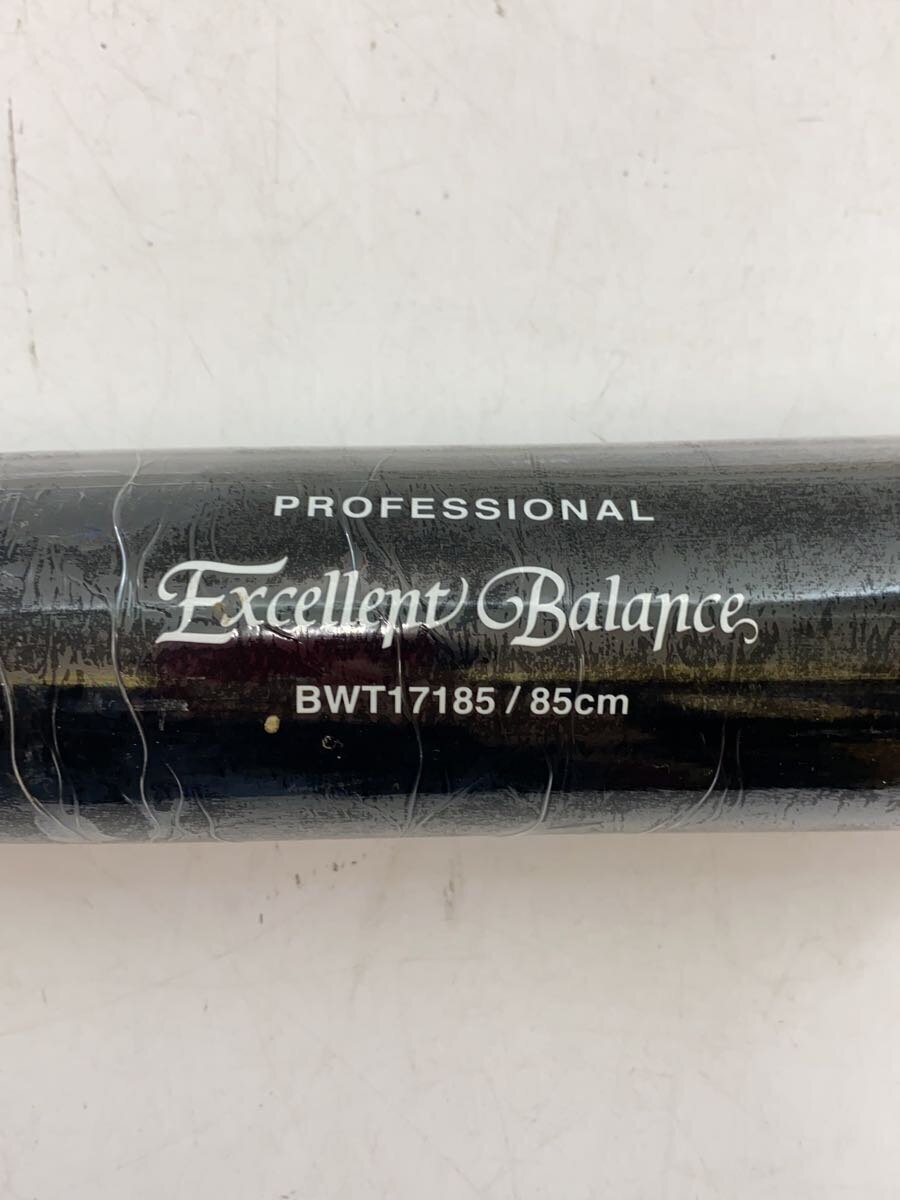 PROFESSIONAL
Excellent Balance
BWT17185 / 85cm